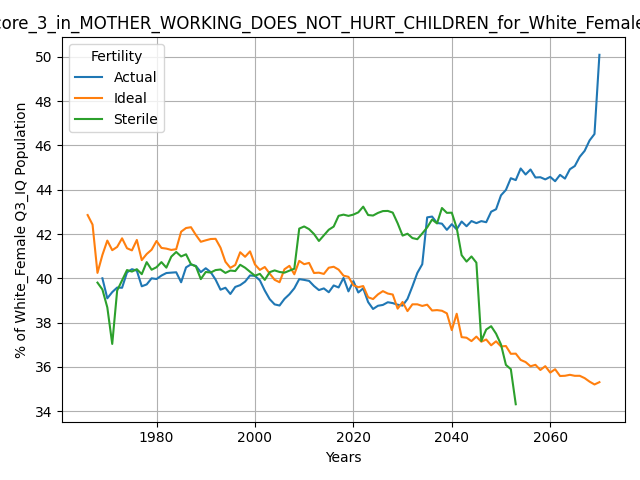 core_3_in_MOTHER_WORKING_DOES_NOT_HURT_CHILDREN_for_White_Female
Fertility
Actual
Ideal
Sterile
% of White_Female Q3_IQ Population
50
48
46
44
42
40
38
36
34
1980
2000
2020
2040
2060
Years